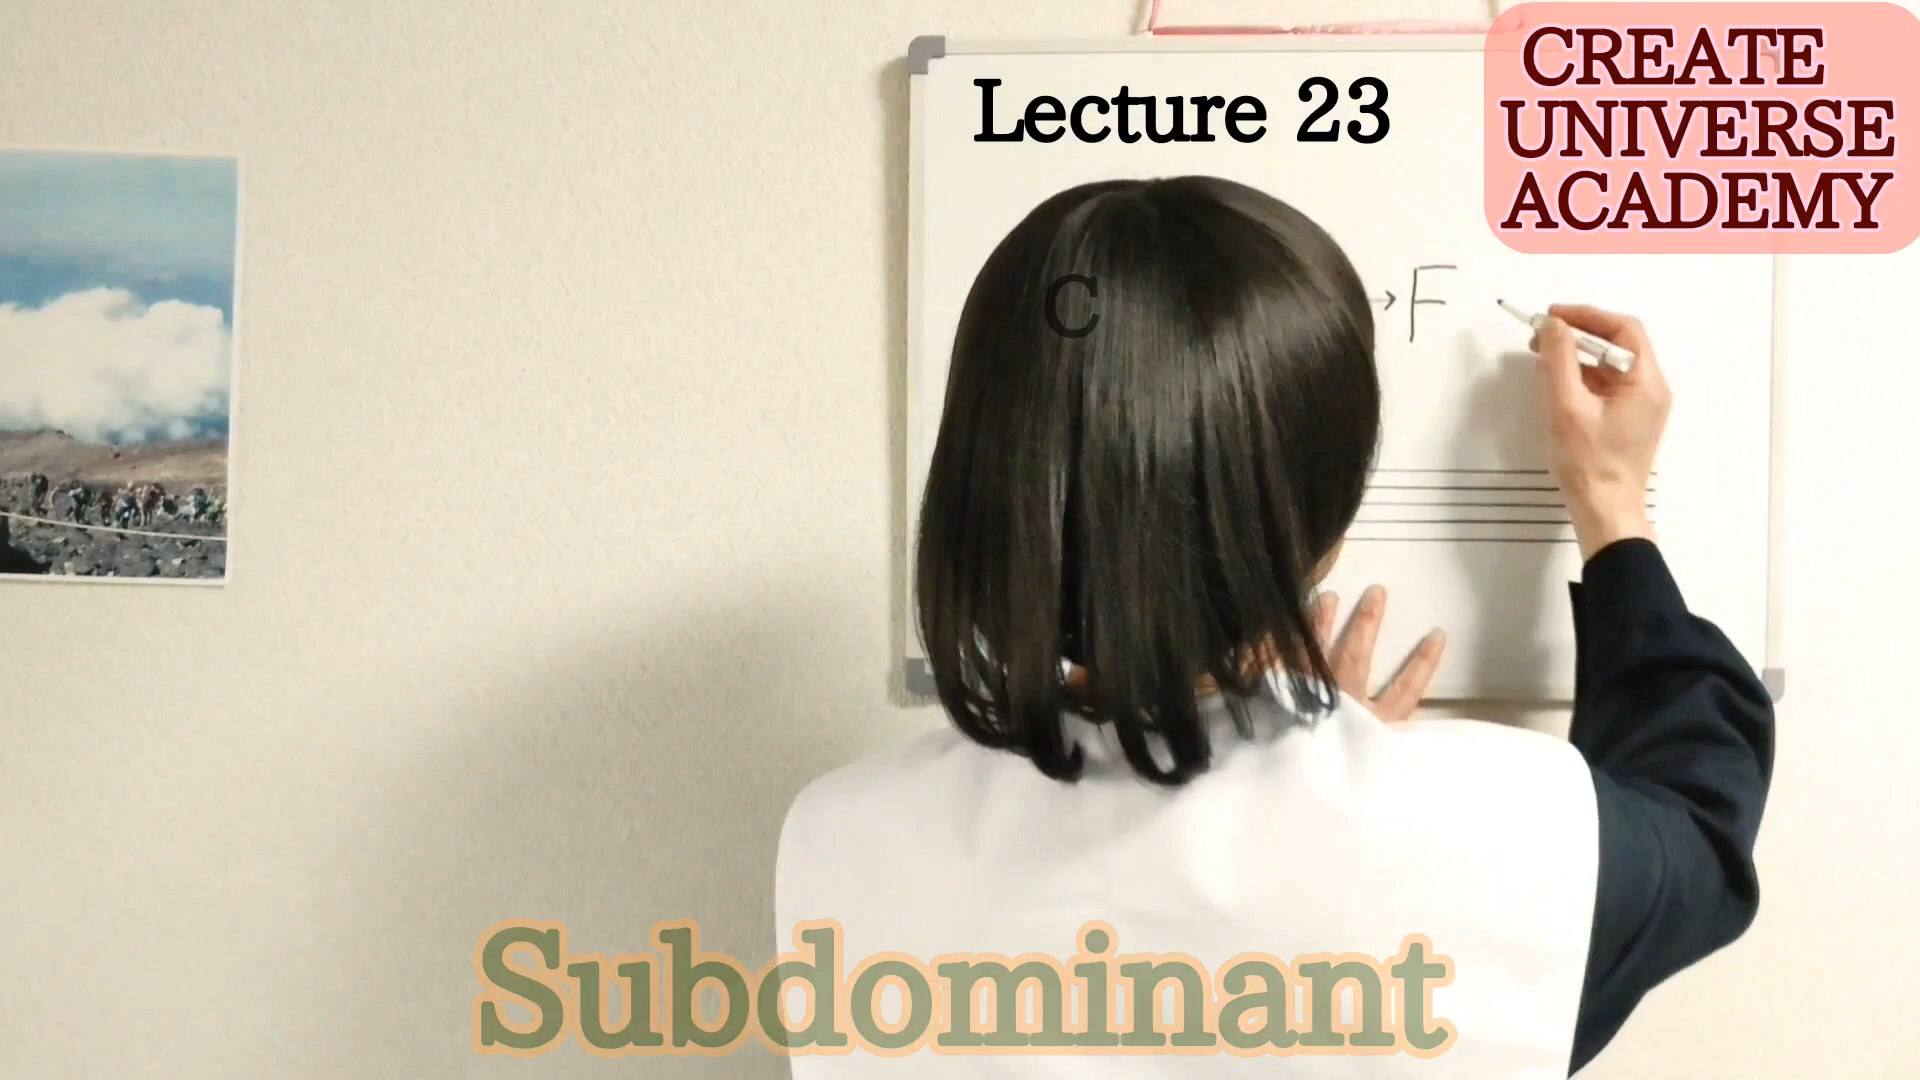 Lecture 23
CREATE
UNIVERSE
ACADEMY
C
→F
Subdominant